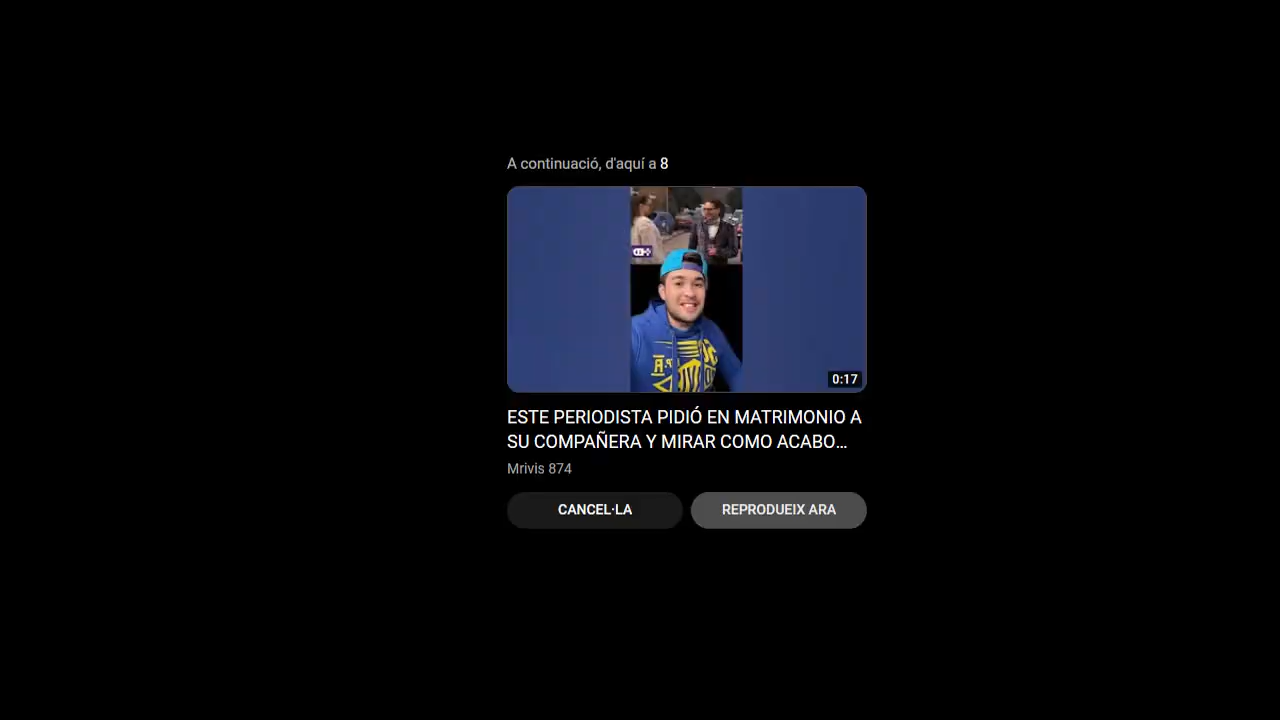 A continuació, d'aquí a 8
0:17
ESTE PERIODISTA PIDIÓ EN MATRIMONIO A
SU COMPAÑERA Y MIRAR COMO ACABO...
Mrivis 874
CANCEL·LA
REPRODUEIX ARA